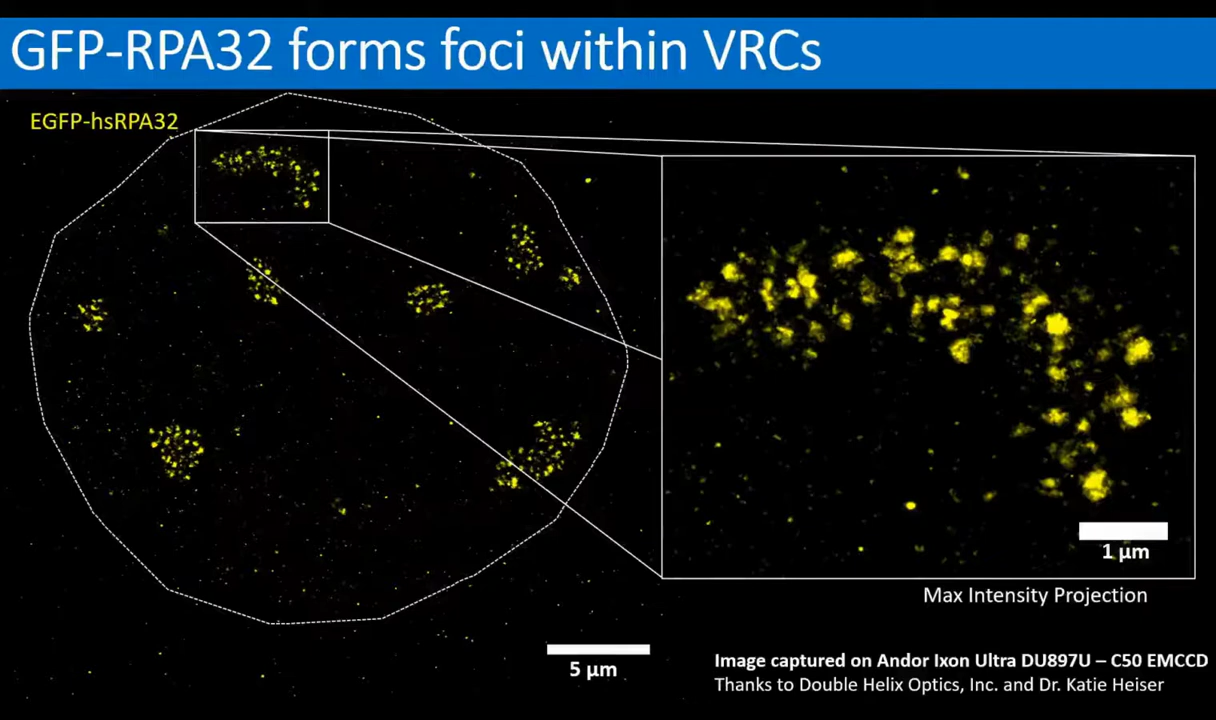 GFP-RPA32 forms foci within VRCs
EGFP-hsRPA32
1 μm
Max Intensity Projection
5 μm
Image captured on Andor Ixon Ultra DU897U – C50 EMCCD
Thanks to Double Helix Optics, Inc. and Dr. Katie Heiser